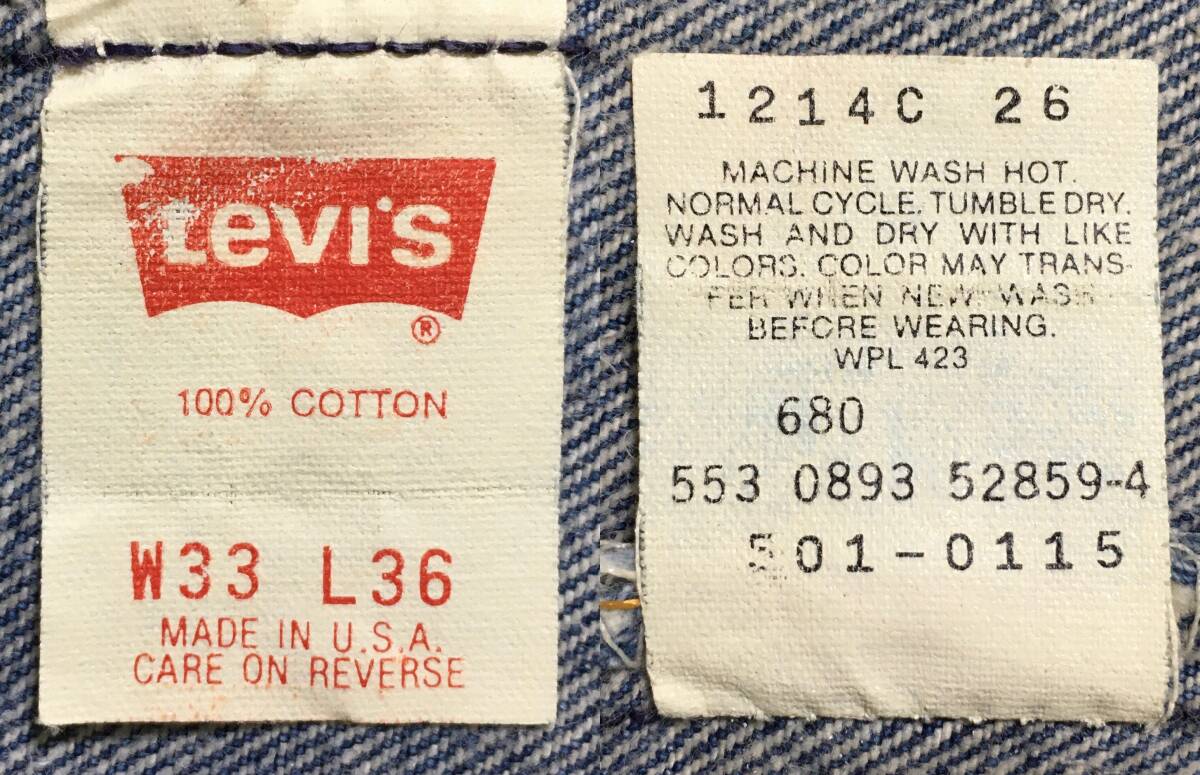 Levi's
®
100% COTTON
W33 L36
MADE IN U.S.A.
CARE ON REVERSE
1214C 26
MACHINE WASH HOT.
NORMAL CYCLE. TUMBLE DRY.
WASH AND DRY WITH LIKE
COLORS. COLOR MAY TRANS-
FER WHEN NEW WASH
BEFORE WEARING.
WPL 423
680
553 0893 52859-4
501-0115